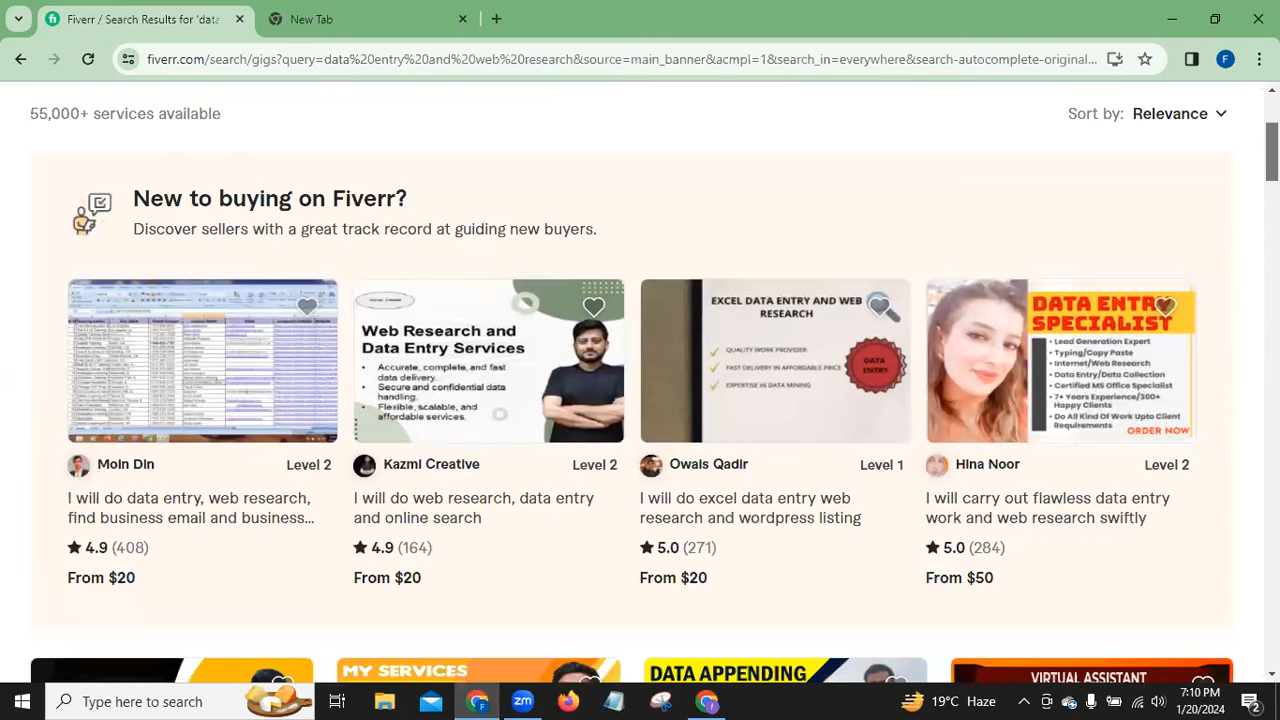 Fiverr / Search Results for 'data
New Tab
fiverr.com/search/gigs?query=data%20entry%20and%20web%20research&source=main_banner&acmpl=1&search_in=everywhere&search-autocomplete-original...
F
55,000+ services available
Sort by: Relevance
New to buying on Fiverr?
Discover sellers with a great track record at guiding new buyers.
Web Research and
Data Entry Services
Accurate, complete, and fast
data delivery.
Secure and confidential data
handling.
Flexible, scalable, and
affordable services.
EXCEL DATA ENTRY AND WEB
RESEARCH
QUALITY WORK PROVIDER
FAST DELIVERY IN AFFORDABLE PRICE
EXPERTISE IN DATA MINING
DATA
ENTRY
DATA ENTRY
SPECIALIST
• Lead Generation Expert
• Typing/Copy Paste
• Internet/Web Research
• Data Entry/Data Collection
• Certified MS Office Specialist
• 7+ Years Experience/300+
Happy Clients
• Do All Kind Of Work Upto Client
Requirements
ORDER NOW
Moin Din
Level 2
I will do data entry, web research,
find business email and business...
4.9 (408)
From $20
Kazmi Creative
Level 2
I will do web research, data entry
and online search
4.9 (164)
From $20
Owais Qadir
Level 1
I will do excel data entry web
research and wordpress listing
5.0 (271)
From $20
Hina Noor
Level 2
I will carry out flawless data entry
work and web research swiftly
5.0 (284)
From $50
MY SERVICES
DATA APPENDING
VIRTUAL ASSISTANT
Type here to search
19°C Haze
7:10 PM
1/20/2024
2